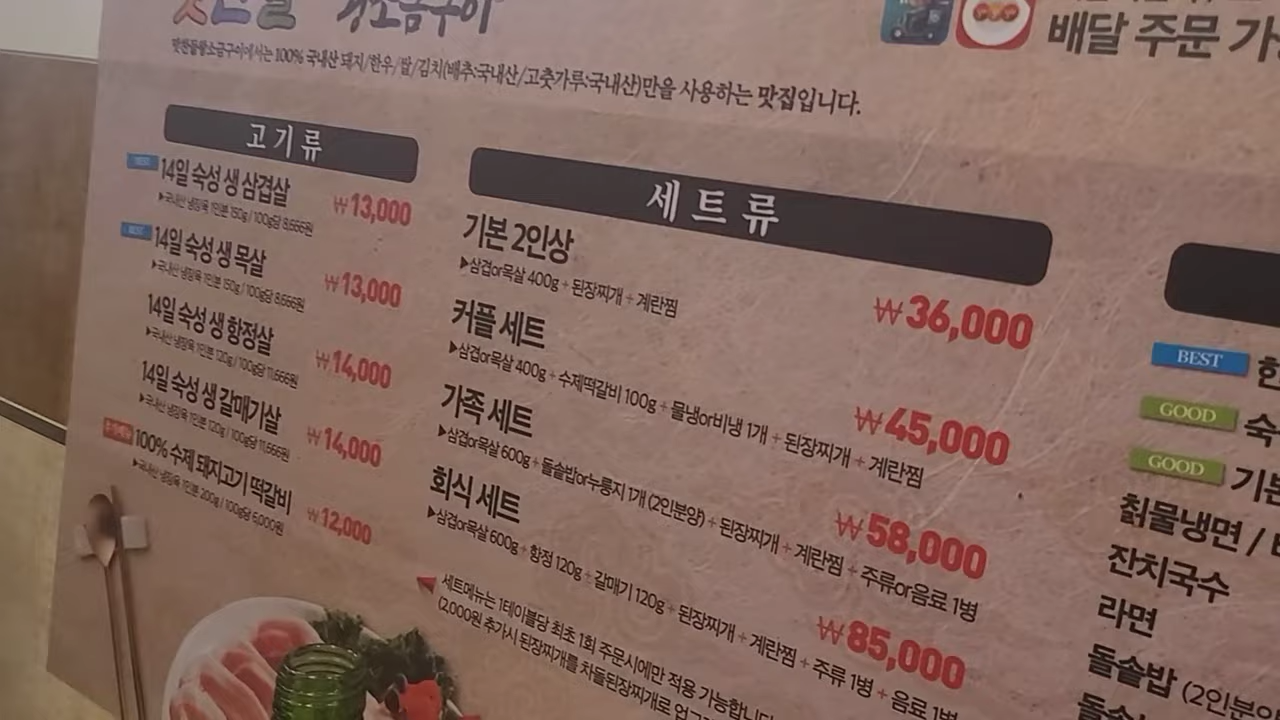 왕소금구이
맛찬들왕소금구이에서는 100% 국내산 돼지/한우/쌀/김치(배추:국내산/고춧가루:국내산)만을 사용하는 맛집입니다.
배달 주문 가
고기류
BEST 14일 숙성 생 삼겹살 ₩13,000
▶국내산 냉장육 1인분 150g / 100g당 8,666원
BEST 14일 숙성 생 목살 ₩13,000
▶국내산 냉장육 1인분 150g / 100g당 8,666원
14일 숙성 생 항정살 ₩14,000
▶국내산 냉장육 1인분 120g / 100g당 11,666원
14일 숙성 생 갈매기살 ₩14,000
▶국내산 냉장육 1인분 120g / 100g당 11,666원
100% 수제 돼지고기 떡갈비 ₩12,000
▶국내산 냉장육 1인분 200g / 100g당 6,000원
세트류
기본 2인상 ₩36,000
▶삼겹or목살 400g + 된장찌개 + 계란찜
커플 세트 ₩45,000
▶삼겹or목살 400g + 수제떡갈비 100g + 물냉or비냉 1개 + 된장찌개 + 계란찜
가족 세트 ₩58,000
▶삼겹or목살 600g + 돌솥밥or누룽지 1개 (2인분양) + 된장찌개 + 계란찜 + 주류or음료 1병
회식 세트 ₩85,000
▶삼겹or목살 600g + 항정 120g + 갈매기 120g + 된장찌개 + 계란찜 + 주류 1병 + 음료 1병
세트메뉴는 1테이블당 최초 1회 주문시에만 적용 가능합니다
(2,000원 추가시 된장찌개를 차돌된장찌개로 업그
BEST 한
GOOD 숙
GOOD 기본
칡물냉면 /
잔치국수
라면
돌솥밥 (2인분